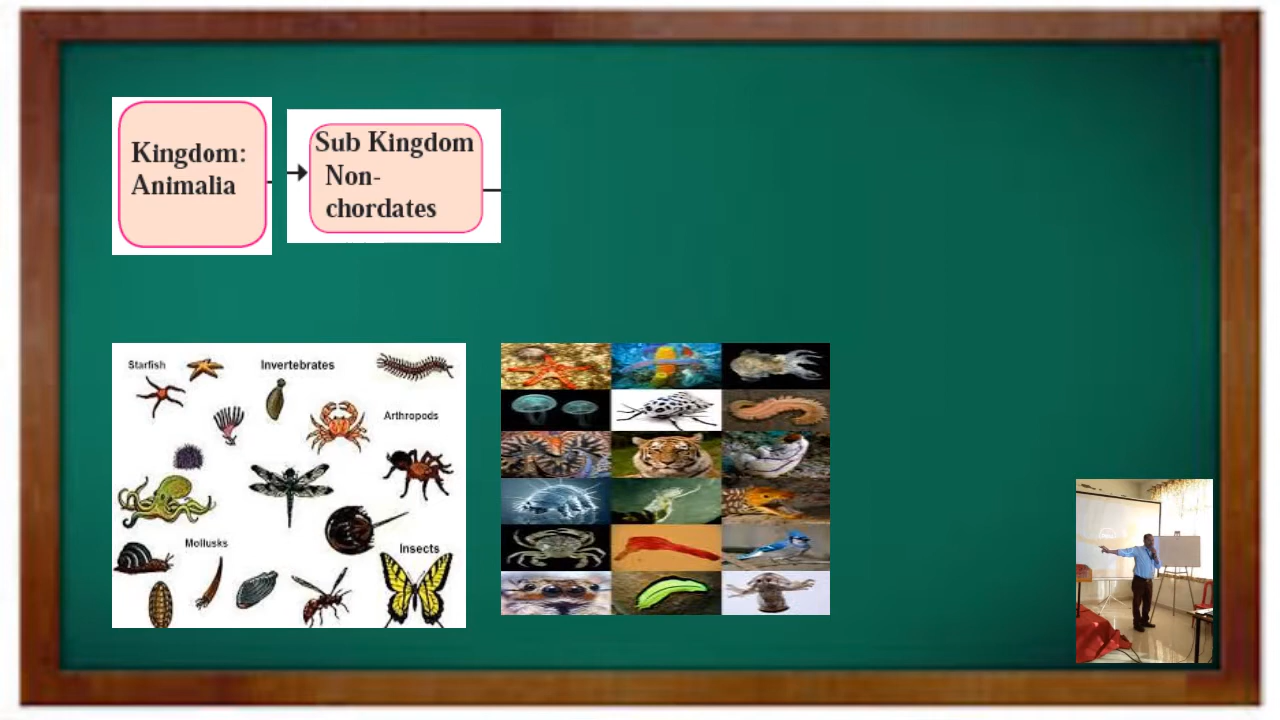 Kingdom:
Animalia
Sub Kingdom
Non-
chordates
Starfish
Invertebrates
Arthropods
Mollusks
Insects